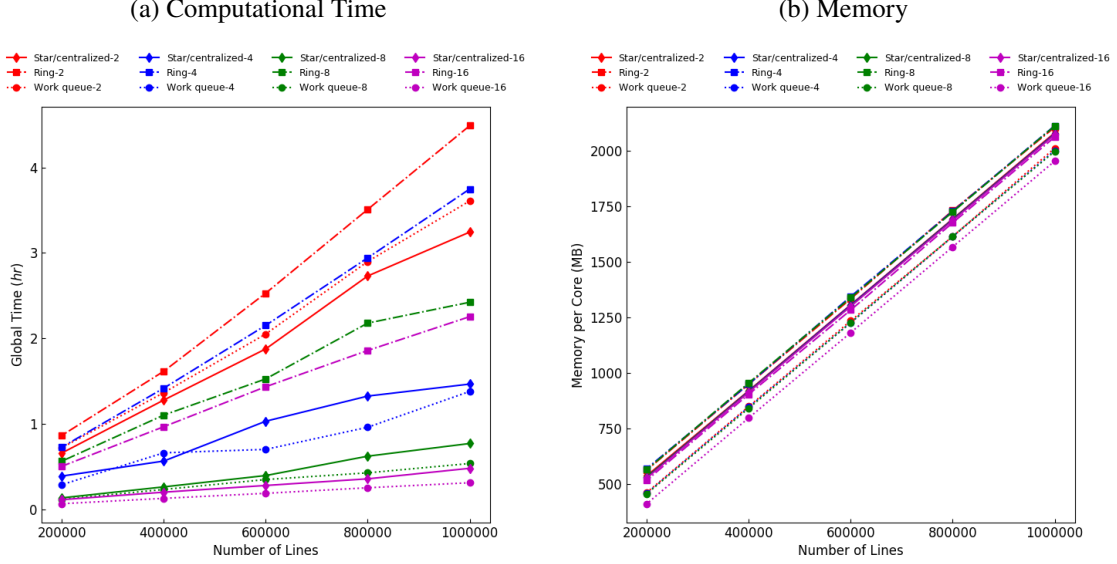 (a) Computational Time
(b) Memory
Star/centralized-2 Star/centralized-4 Star/centralized-8 Star/centralized-16
Ring-2 Ring-4 Ring-8 Ring-16
Work queue-2 Work queue-4 Work queue-8 Work queue-16
4
3
2
1
0
Global Time (hr)
200000 400000 600000 800000 1000000
Number of Lines
Star/centralized-2 Star/centralized-4 Star/centralized-8 Star/centralized-16
Ring-2 Ring-4 Ring-8 Ring-16
Work queue-2 Work queue-4 Work queue-8 Work queue-16
2000
1750
1500
1250
1000
750
500
Memory per Core (MB)
200000 400000 600000 800000 1000000
Number of Lines